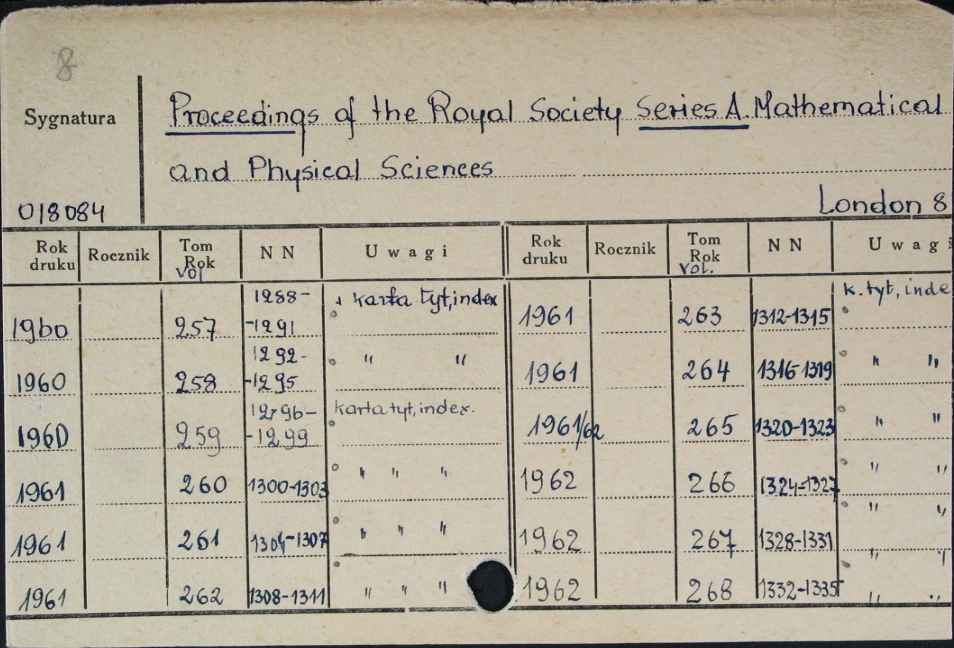 8
Sygnatura
Proceedings of the Royal Society Series A. Mathematical
and Physical Sciences
018084
London 8
Rok druku Rocznik Tom Rok vol N N Uwagi Rok druku Rocznik Tom Rok vol. N N Uwagi
1960 257 1288- -1291 karta tyt, index 1961 263 1312-1315 k. tyt, inde
1960 258 1292- -1295 " " 1961 264 1316-1319 " "
1960 259 1296- -1299 karta tyt, index. 1961/62 265 1320-1323 " "
1961 260 1300-1303 " " " 1962 266 1324-1327 " "
1961 261 1304-1307 " " " 1962 267 1328-1331 " "
1961 262 1308-1311 " " " 1962 268 1332-1335 " "